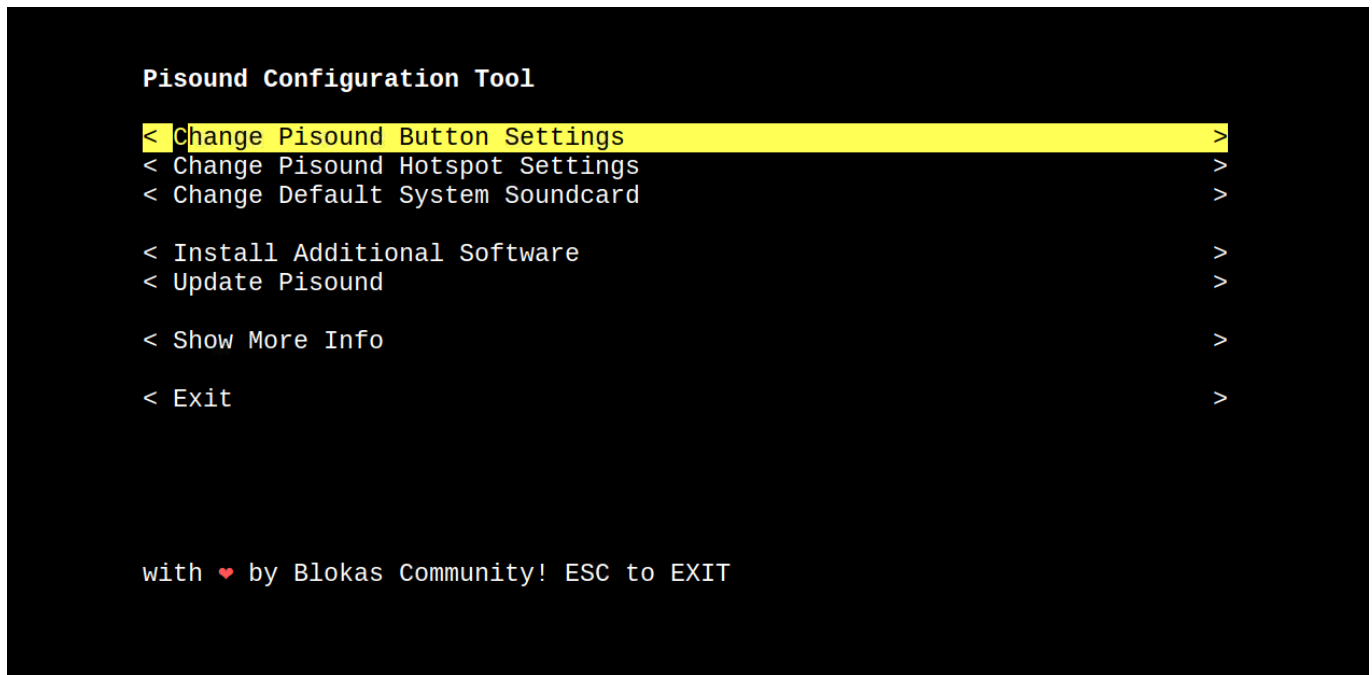 Pisound Configuration Tool
< Change Pisound Button Settings >
< Change Pisound Hotspot Settings >
< Change Default System Soundcard >
< Install Additional Software >
< Update Pisound >
< Show More Info >
< Exit >
with ❤ by Blokas Community! ESC to EXIT